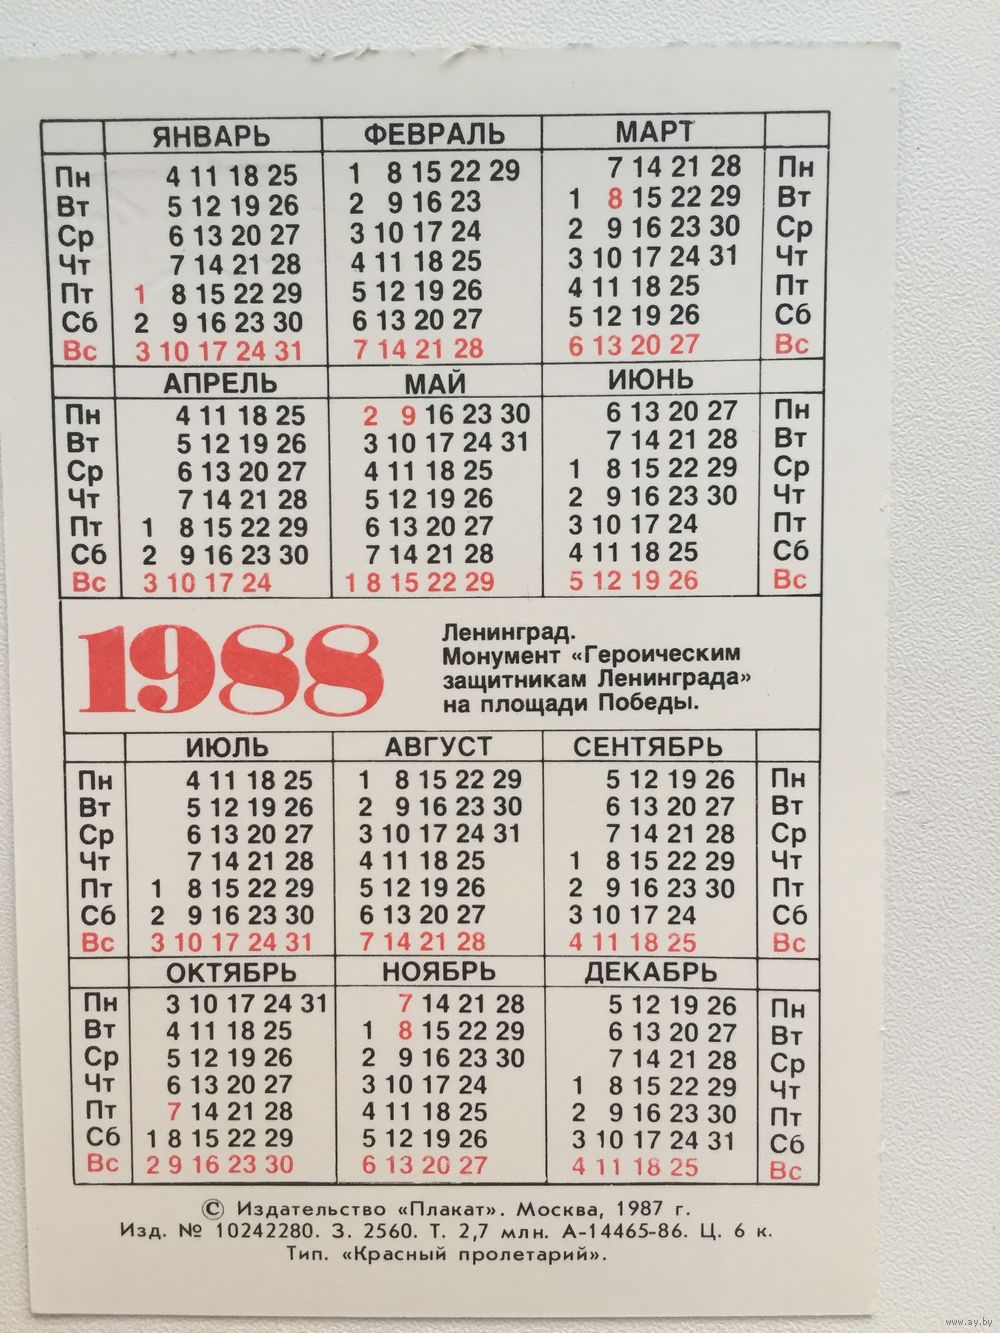 ЯНВАРЬ ФЕВРАЛЬ МАРТ
Пн 4 11 18 25 1 8 15 22 29 7 14 21 28 Пн
Вт 5 12 19 26 2 9 16 23 1 8 15 22 29 Вт
Ср 6 13 20 27 3 10 17 24 2 9 16 23 30 Ср
Чт 7 14 21 28 4 11 18 25 3 10 17 24 31 Чт
Пт 1 8 15 22 29 5 12 19 26 4 11 18 25 Пт
Сб 2 9 16 23 30 6 13 20 27 5 12 19 26 Сб
Вс 3 10 17 24 31 7 14 21 28 6 13 20 27 Вс
АПРЕЛЬ МАЙ ИЮНЬ
Пн 4 11 18 25 2 9 16 23 30 6 13 20 27 Пн
Вт 5 12 19 26 3 10 17 24 31 7 14 21 28 Вт
Ср 6 13 20 27 4 11 18 25 1 8 15 22 29 Ср
Чт 7 14 21 28 5 12 19 26 2 9 16 23 30 Чт
Пт 1 8 15 22 29 6 13 20 27 3 10 17 24 Пт
Сб 2 9 16 23 30 7 14 21 28 4 11 18 25 Сб
Вс 3 10 17 24 1 8 15 22 29 5 12 19 26 Вс
1988
Ленинград.
Монумент «Героическим
защитникам Ленинграда»
на площади Победы.
ИЮЛЬ АВГУСТ СЕНТЯБРЬ
Пн 4 11 18 25 1 8 15 22 29 5 12 19 26 Пн
Вт 5 12 19 26 2 9 16 23 30 6 13 20 27 Вт
Ср 6 13 20 27 3 10 17 24 31 7 14 21 28 Ср
Чт 7 14 21 28 4 11 18 25 1 8 15 22 29 Чт
Пт 1 8 15 22 29 5 12 19 26 2 9 16 23 30 Пт
Сб 2 9 16 23 30 6 13 20 27 3 10 17 24 Сб
Вс 3 10 17 24 31 7 14 21 28 4 11 18 25 Вс
ОКТЯБРЬ НОЯБРЬ ДЕКАБРЬ
Пн 3 10 17 24 31 7 14 21 28 5 12 19 26 Пн
Вт 4 11 18 25 1 8 15 22 29 6 13 20 27 Вт
Ср 5 12 19 26 2 9 16 23 30 7 14 21 28 Ср
Чт 6 13 20 27 3 10 17 24 1 8 15 22 29 Чт
Пт 7 14 21 28 4 11 18 25 2 9 16 23 30 Пт
Сб 1 8 15 22 29 5 12 19 26 3 10 17 24 31 Сб
Вс 2 9 16 23 30 6 13 20 27 4 11 18 25 Вс
© Издательство «Плакат». Москва, 1987 г.
Изд. № 10242280. З. 2560. Т. 2,7 млн. А-14465-86. Ц. 6 к.
Тип. «Красный пролетарий».
www.ay.by